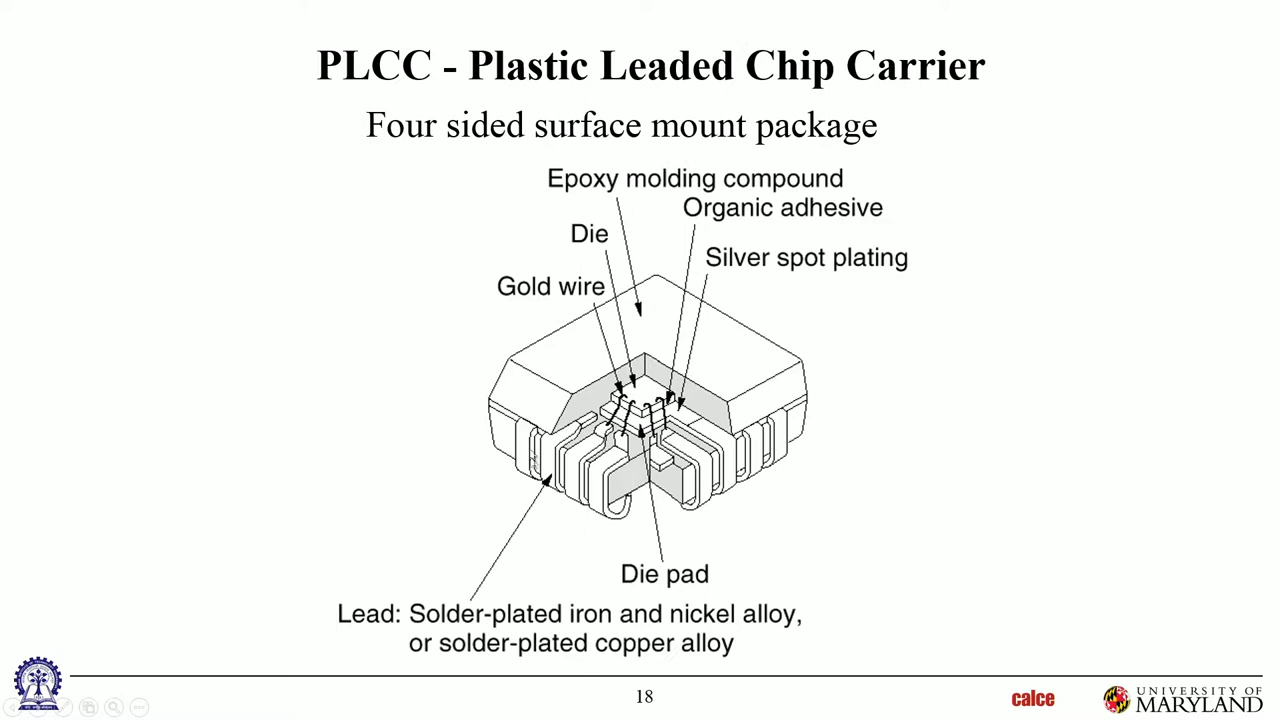 PLCC - Plastic Leaded Chip Carrier
Four sided surface mount package
Epoxy molding compound
Organic adhesive
Die
Silver spot plating
Gold wire
Die pad
Lead: Solder-plated iron and nickel alloy,
or solder-plated copper alloy
18
calce
UNIVERSITY OF
MARYLAND